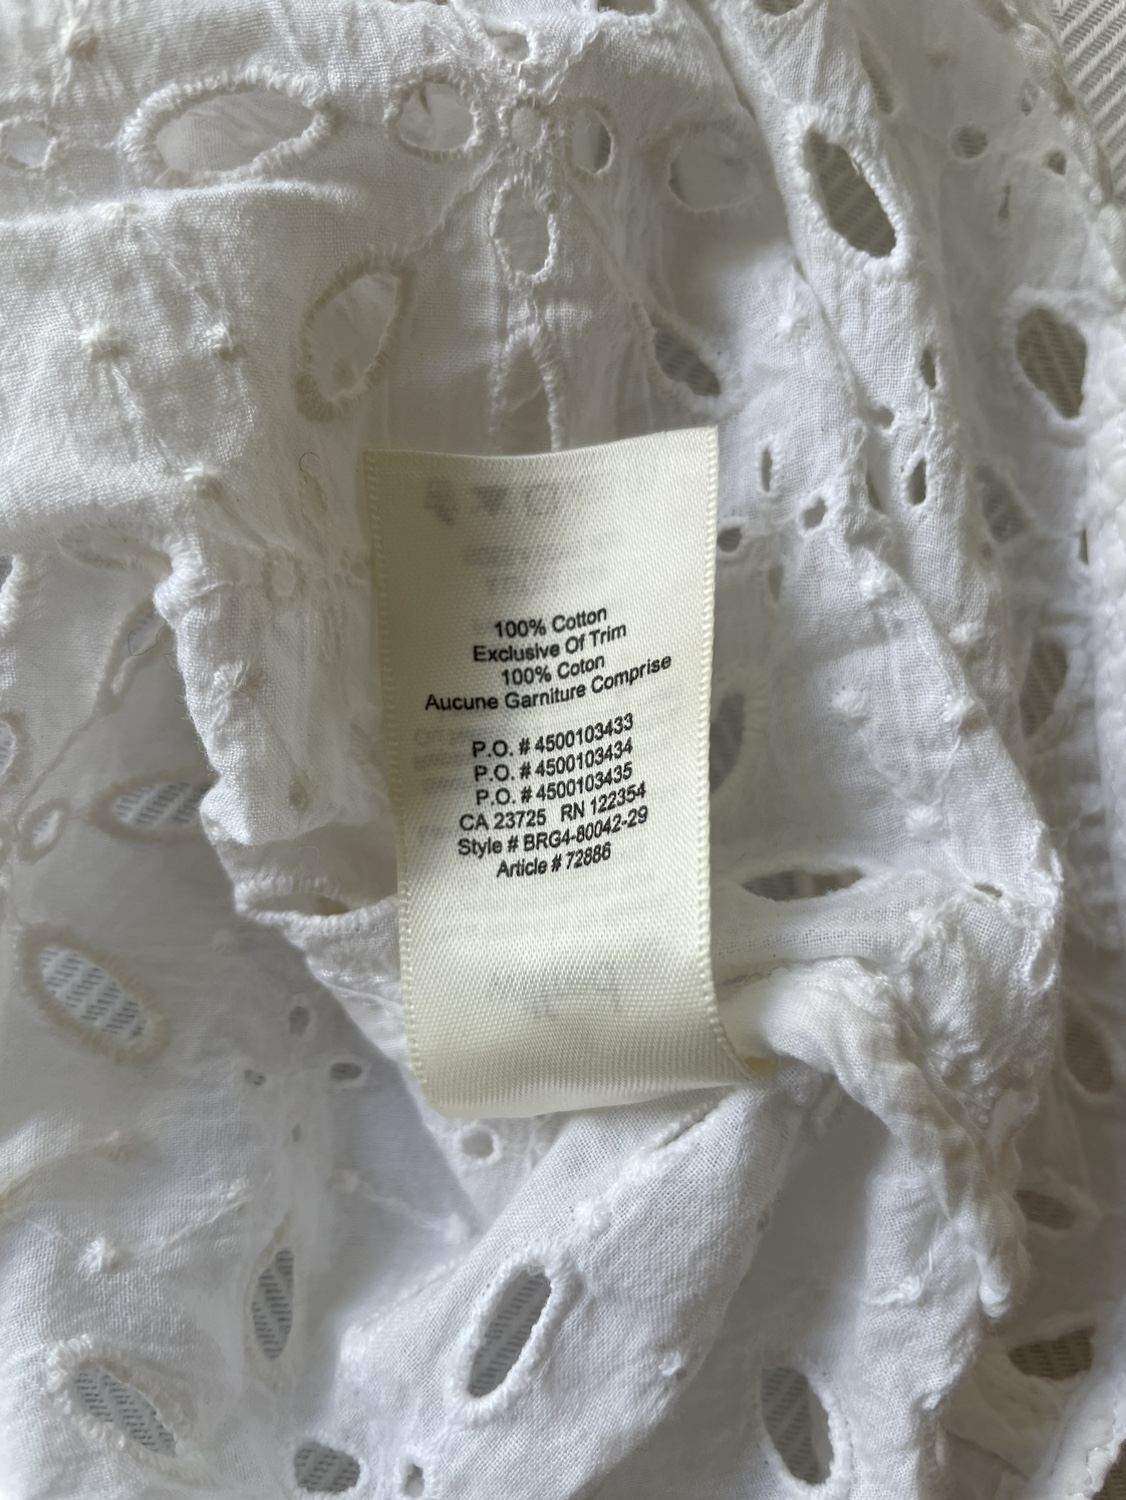 100% Cotton
Exclusive Of Trim
100% Coton
Aucune Garniture Comprise
P.O. # 4500103433
P.O. # 4500103434
P.O. # 4500103435
CA 23725 RN 122354
Style # BRG4-80042-29
Article # 72886